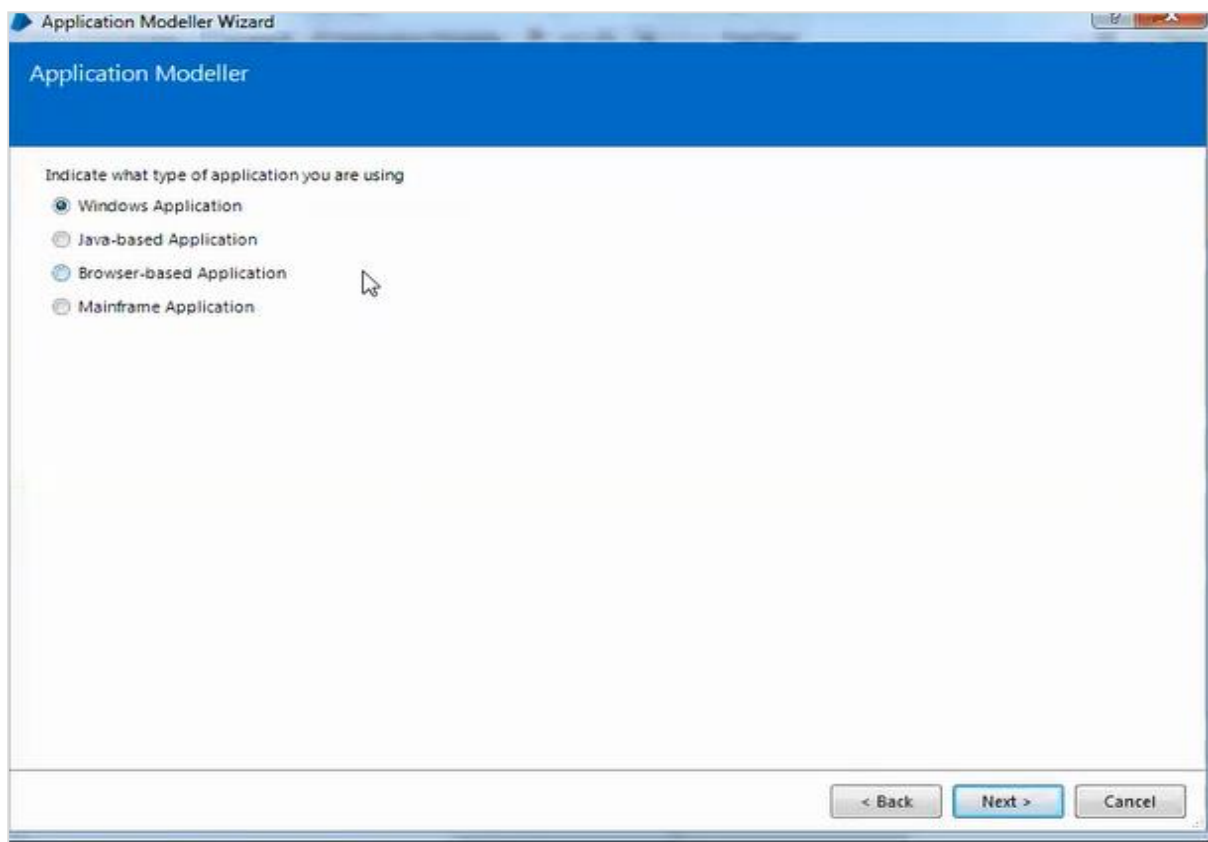 Application Modeller Wizard
Application Modeller
Indicate what type of application you are using
Windows Application
Java-based Application
Browser-based Application
Mainframe Application
< Back Next > Cancel